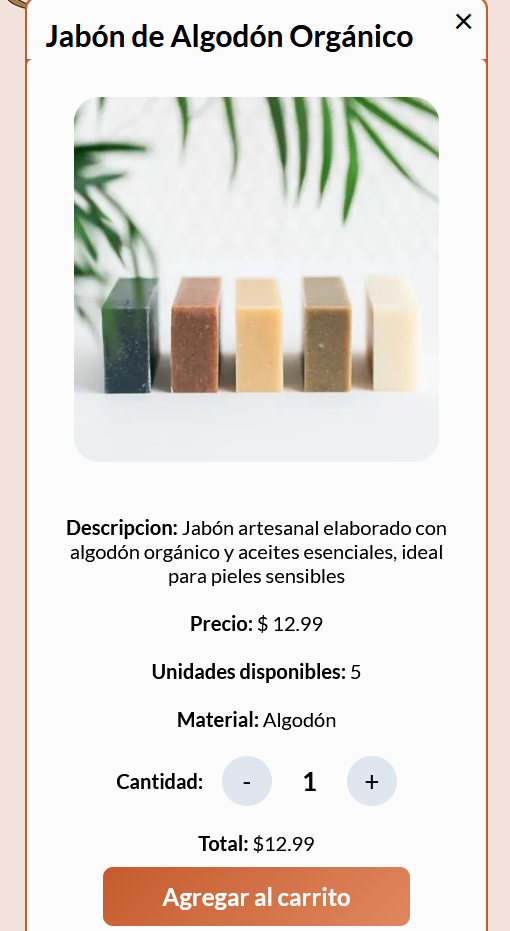 Jabón de Algodón Orgánico
×
Descripcion: Jabón artesanal elaborado con
algodón orgánico y aceites esenciales, ideal
para pieles sensibles
Precio: $ 12.99
Unidades disponibles: 5
Material: Algodón
Cantidad: - 1 +
Total: $12.99
Agregar al carrito